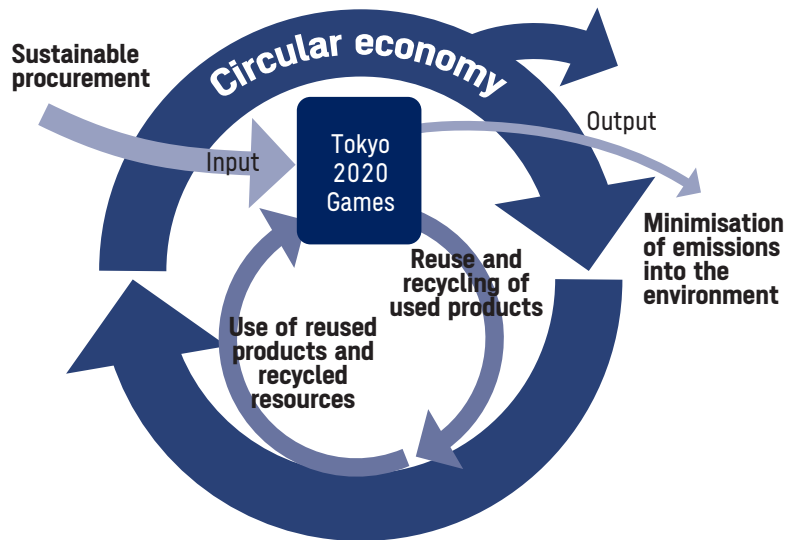 Circular economy
Sustainable
procurement
Input
Tokyo
2020
Games
Output
Minimisation
of emissions
into the
environment
Reuse and
recycling of
used products
Use of reused
products and
recycled
resources